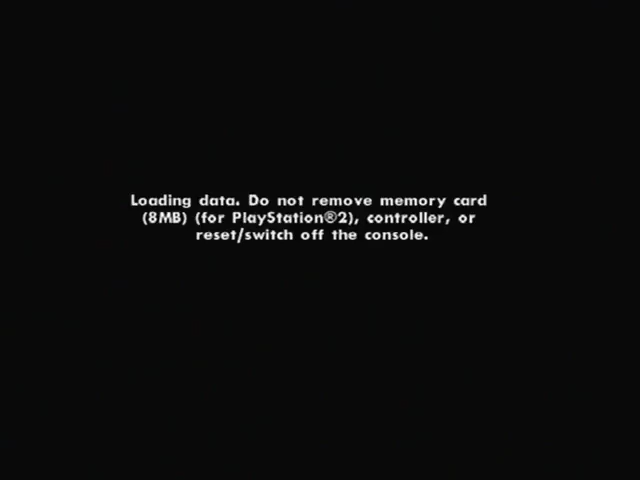 Loading data. Do not remove memory card
(8MB) (for PlayStation®2), controller, or
reset/switch off the console.